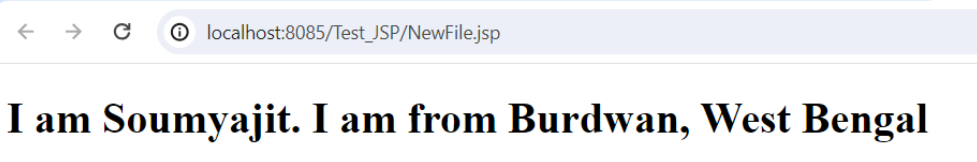 localhost:8085/Test_JSP/NewFile.jsp
I am Soumyajit. I am from Burdwan, West Bengal